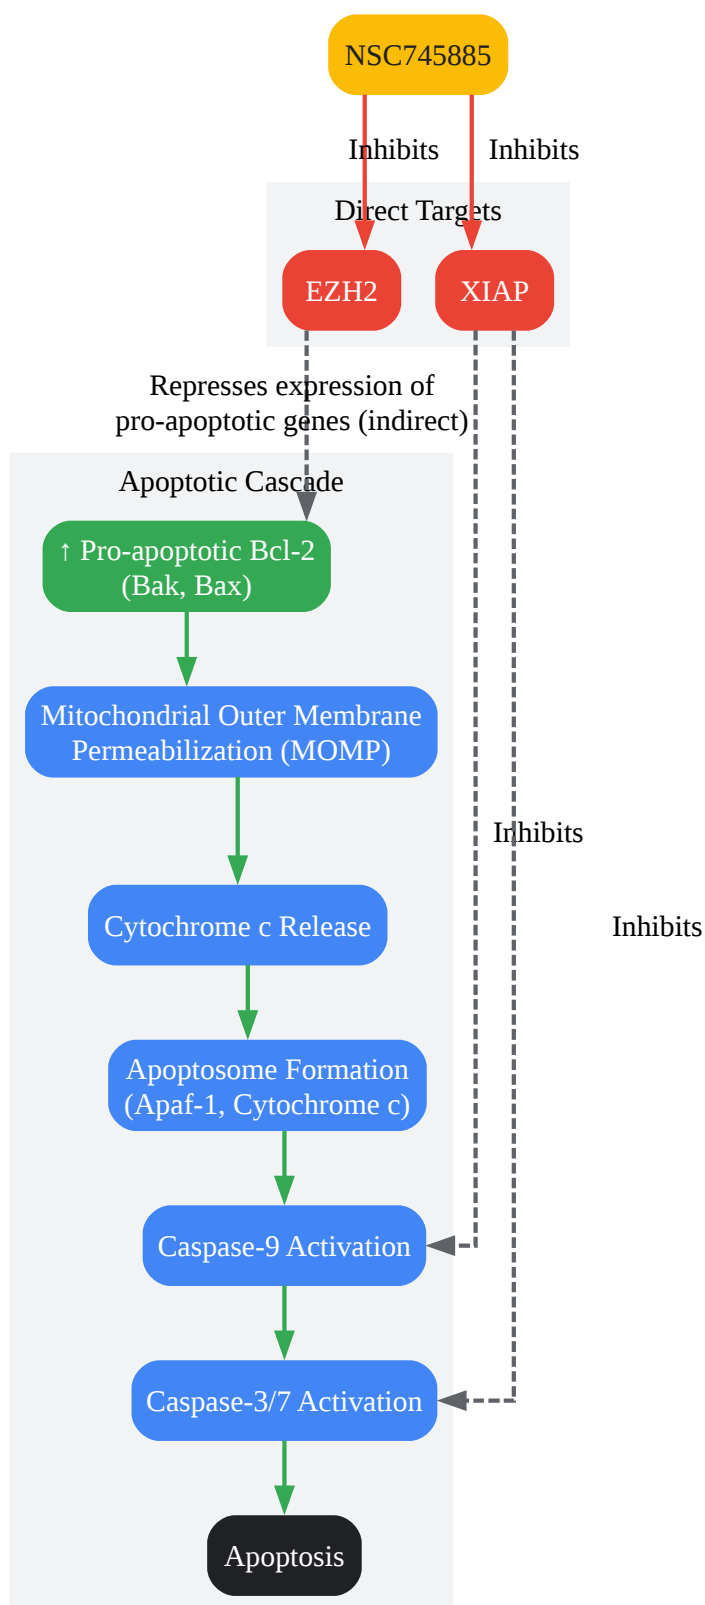 NSC745885
Inhibits
Inhibits
Direct Targets
EZH2
XIAP
Represses expression of
pro-apoptotic genes (indirect)
Apoptotic Cascade
↑ Pro-apoptotic Bcl-2
(Bak, Bax)
Mitochondrial Outer Membrane
Permeabilization (MOMP)
Inhibits
Cytochrome c Release
Inhibits
Apoptosome Formation
(Apaf-1, Cytochrome c)
Caspase-9 Activation
Caspase-3/7 Activation
Apoptosis